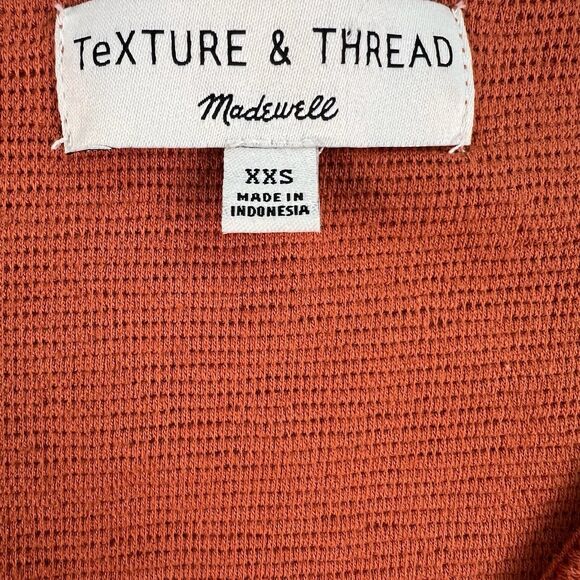 TeXTURE & THREAD
Madewell
XXS
MADE IN
INDONESIA